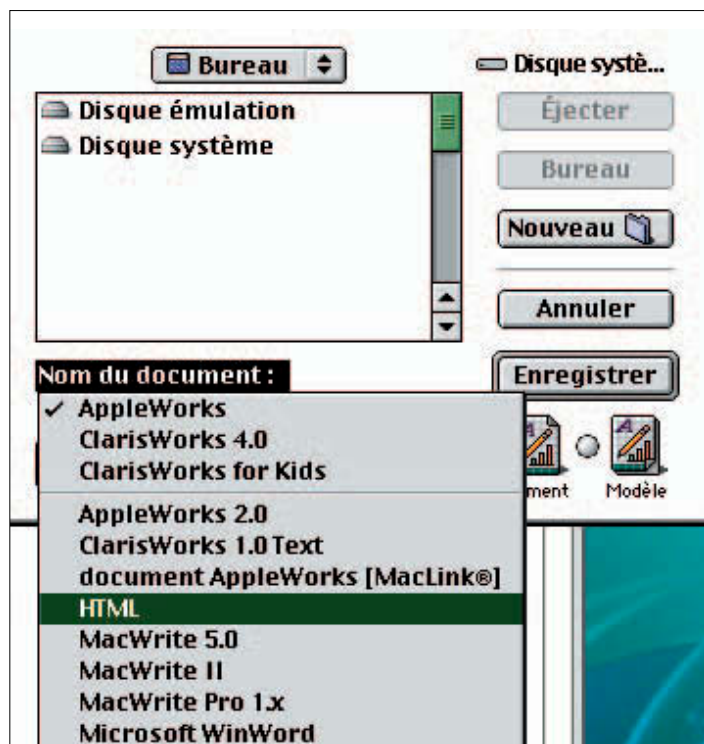 Bureau
Disque systè...
Disque émulation
Disque système
Éjecter
Bureau
Nouveau
Annuler
Nom du document :
Enregistrer
✓ AppleWorks
ClarisWorks 4.0
ClarisWorks for Kids
ment
Modèle
AppleWorks 2.0
ClarisWorks 1.0 Text
document AppleWorks [MacLink®]
HTML
MacWrite 5.0
MacWrite II
MacWrite Pro 1.x
Microsoft WinWord